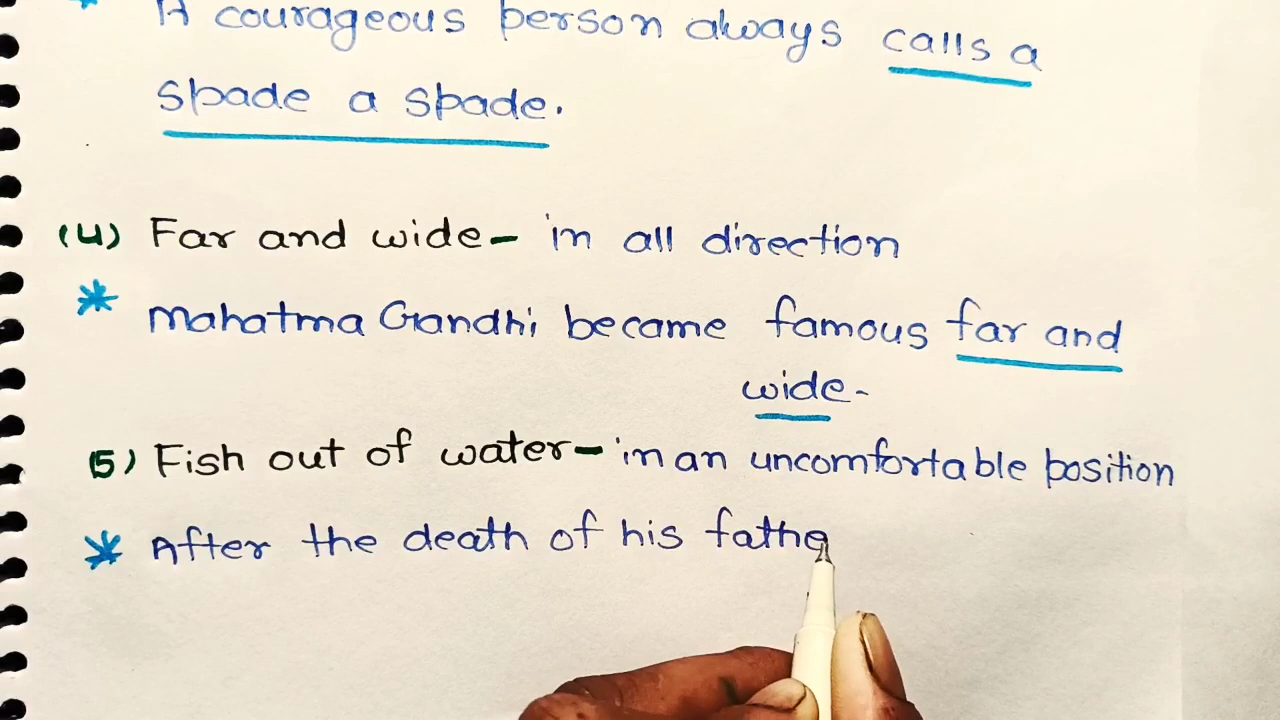 * A courageous person always calls a
spade a spade.
(4) Far and wide - in all direction
* Mahatma Gandhi became famous far and
wide.
5) Fish out of water - in an uncomfortable position
* After the death of his fathe